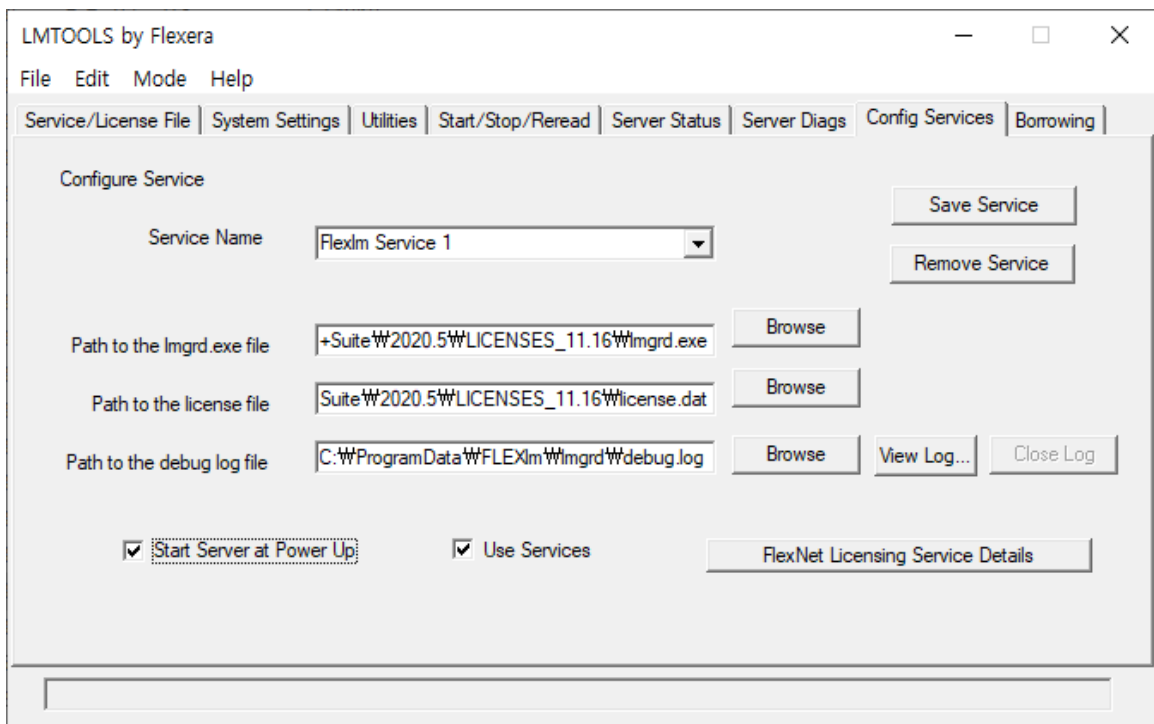 LMTOOLS by Flexera
File Edit Mode Help
Service/License File System Settings Utilities Start/Stop/Reread Server Status Server Diags Config Services Borrowing
Configure Service
Save Service
Service Name Flexlm Service 1
Remove Service
Path to the lmgrd.exe file +Suite₩2020.5₩LICENSES_11.16₩lmgrd.exe Browse
Path to the license file Suite₩2020.5₩LICENSES_11.16₩license.dat Browse
Path to the debug log file C:₩ProgramData₩FLEXlm₩lmgrd₩debug.log Browse View Log... Close Log
Start Server at Power Up Use Services FlexNet Licensing Service Details